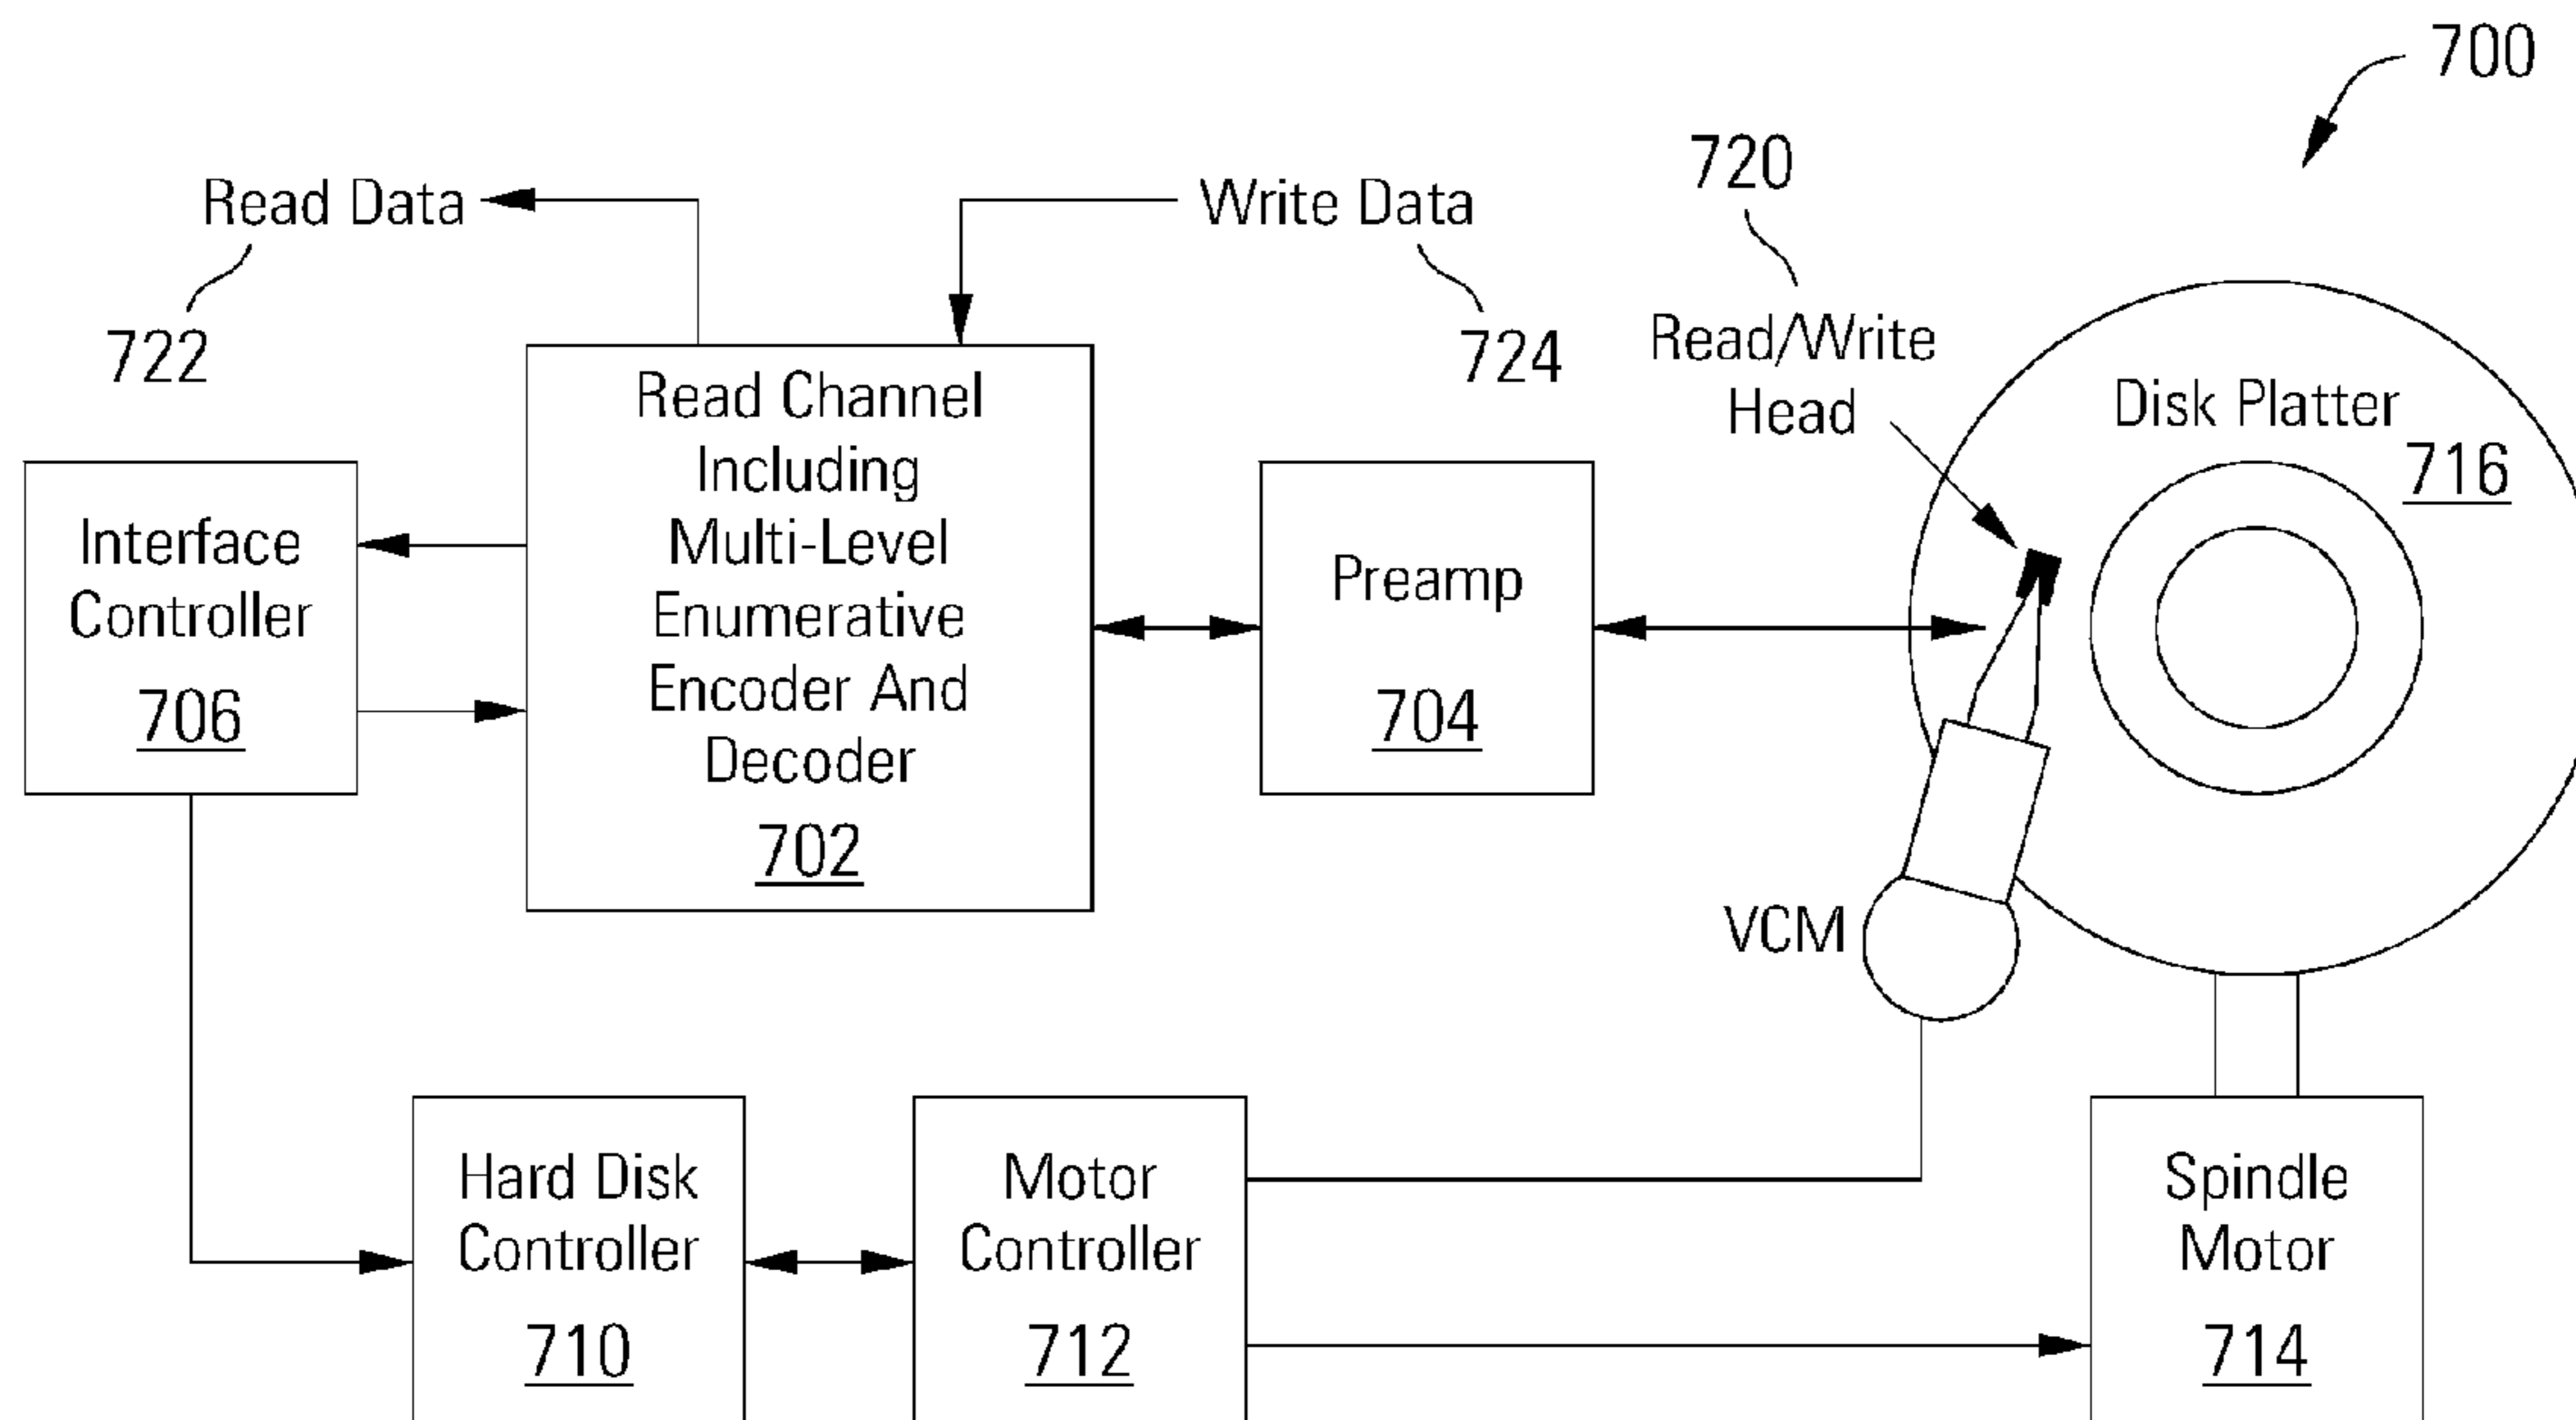 700
720
Read Data
Write Data
722
724
Read/Write
Head
Disk Platter
716
Read Channel
Including
Multi-Level
Enumerative
Encoder And
Decoder
702
Interface
Controller
706
Preamp
704
VCM
Hard Disk
Controller
710
Motor
Controller
712
Spindle
Motor
714